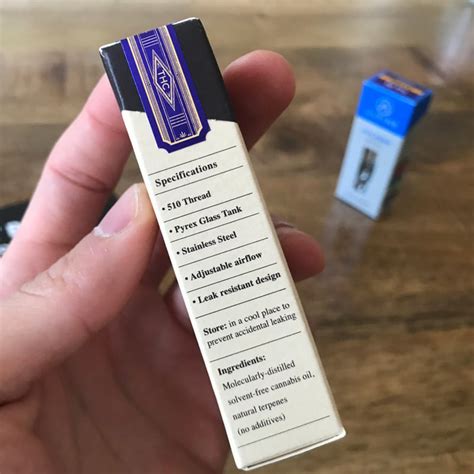 THC
Specifications
• 510 Thread
• Pyrex Glass Tank
• Stainless Steel
• Adjustable airflow
• Leak resistant design
Store: in a cool place to
prevent accidental leaking
Ingredients:
Molecularly-distilled
solvent-free cannabis oil,
natural terpenes
(no additives)